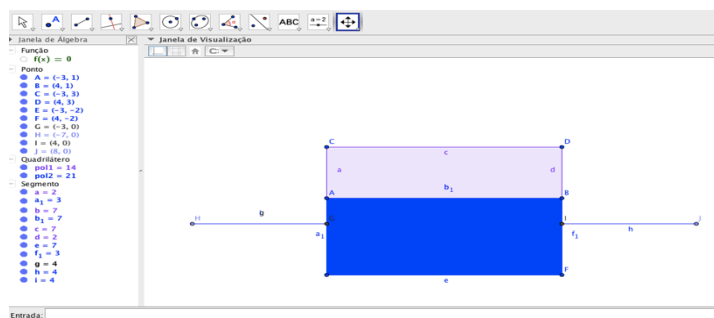 ABC
a=2
Janela de Álgebra
Janela de Visualização
Função
f(x) = 0
Ponto
A = (-3, 1)
B = (4, 1)
C = (-3, 3)
D = (4, 3)
E = (-3, -2)
F = (4, -2)
G = (-3, 0)
H = (-7, 0)
I = (4, 0)
J = (8, 0)
Quadrilátero
pol1 = 14
pol2 = 21
Segmento
a = 2
a₁ = 3
b = 7
b₁ = 7
c = 7
d = 2
e = 7
f₁ = 3
g = 4
h = 4
i = 4
C
D
c
a
d
b₁
A
B
H
I
J
a₁
f₁
h
F
e
Entrada: